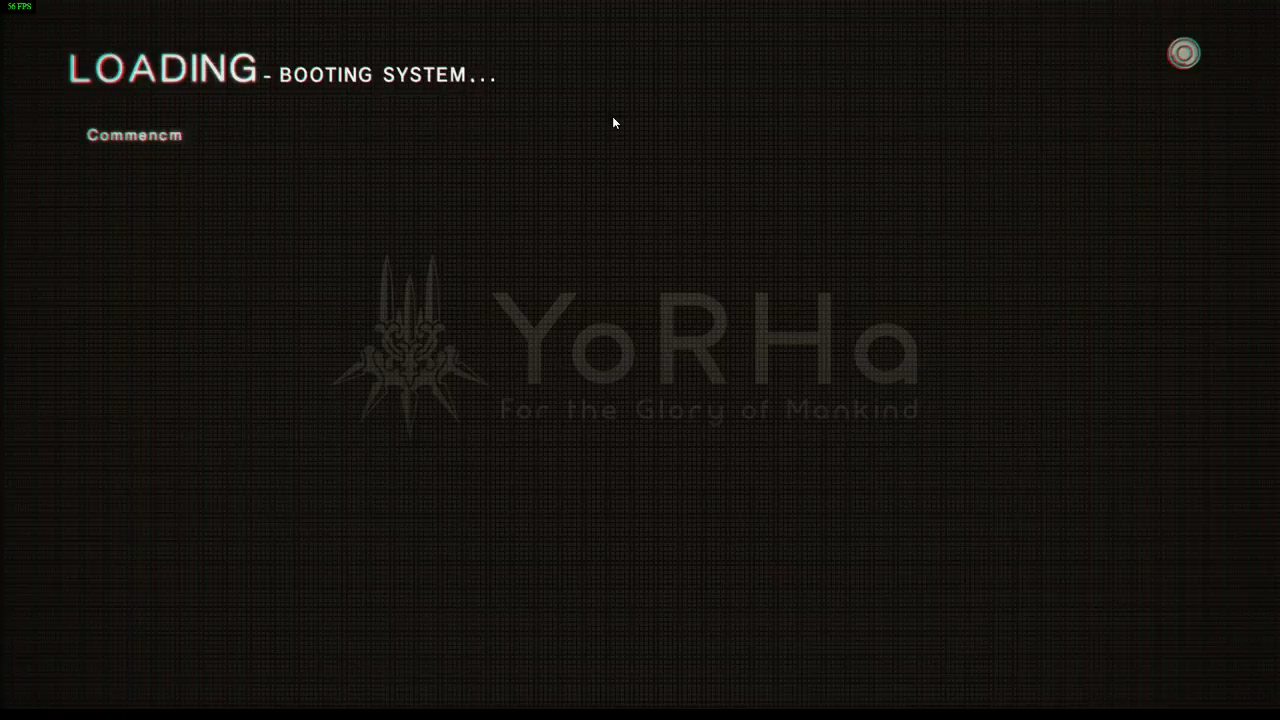 56 FPS
LOADING - BOOTING SYSTEM...
Commencm
YoRHa
For the Glory of Mankind